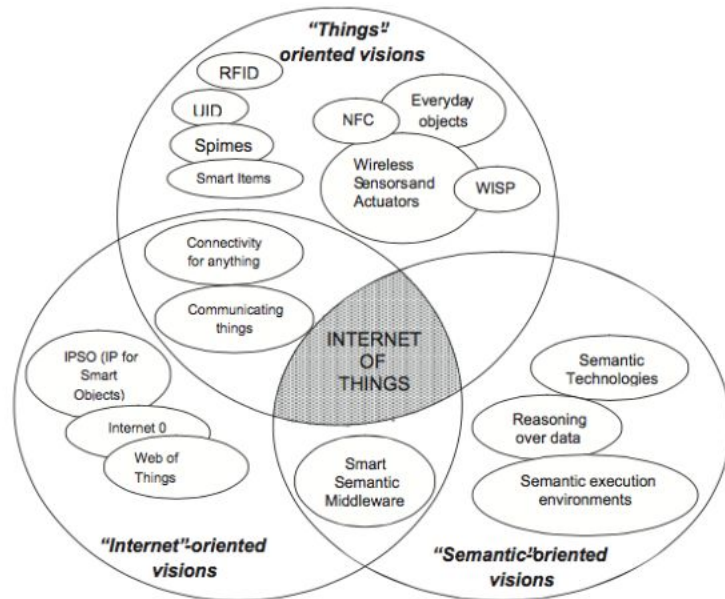 “Things”
oriented visions
RFID
UID
Spimes
Smart Items
NFC
Everyday
objects
Wireless
Sensors and
Actuators
WISP
Connectivity
for anything
Communicating
things
INTERNET
OF
THINGS
IPSO (IP for
Smart
Objects)
Internet 0
Web of
Things
Semantic
Technologies
Reasoning
over data
Semantic execution
environments
Smart
Semantic
Middleware
“Internet”-oriented
visions
“Semantic”-oriented
visions